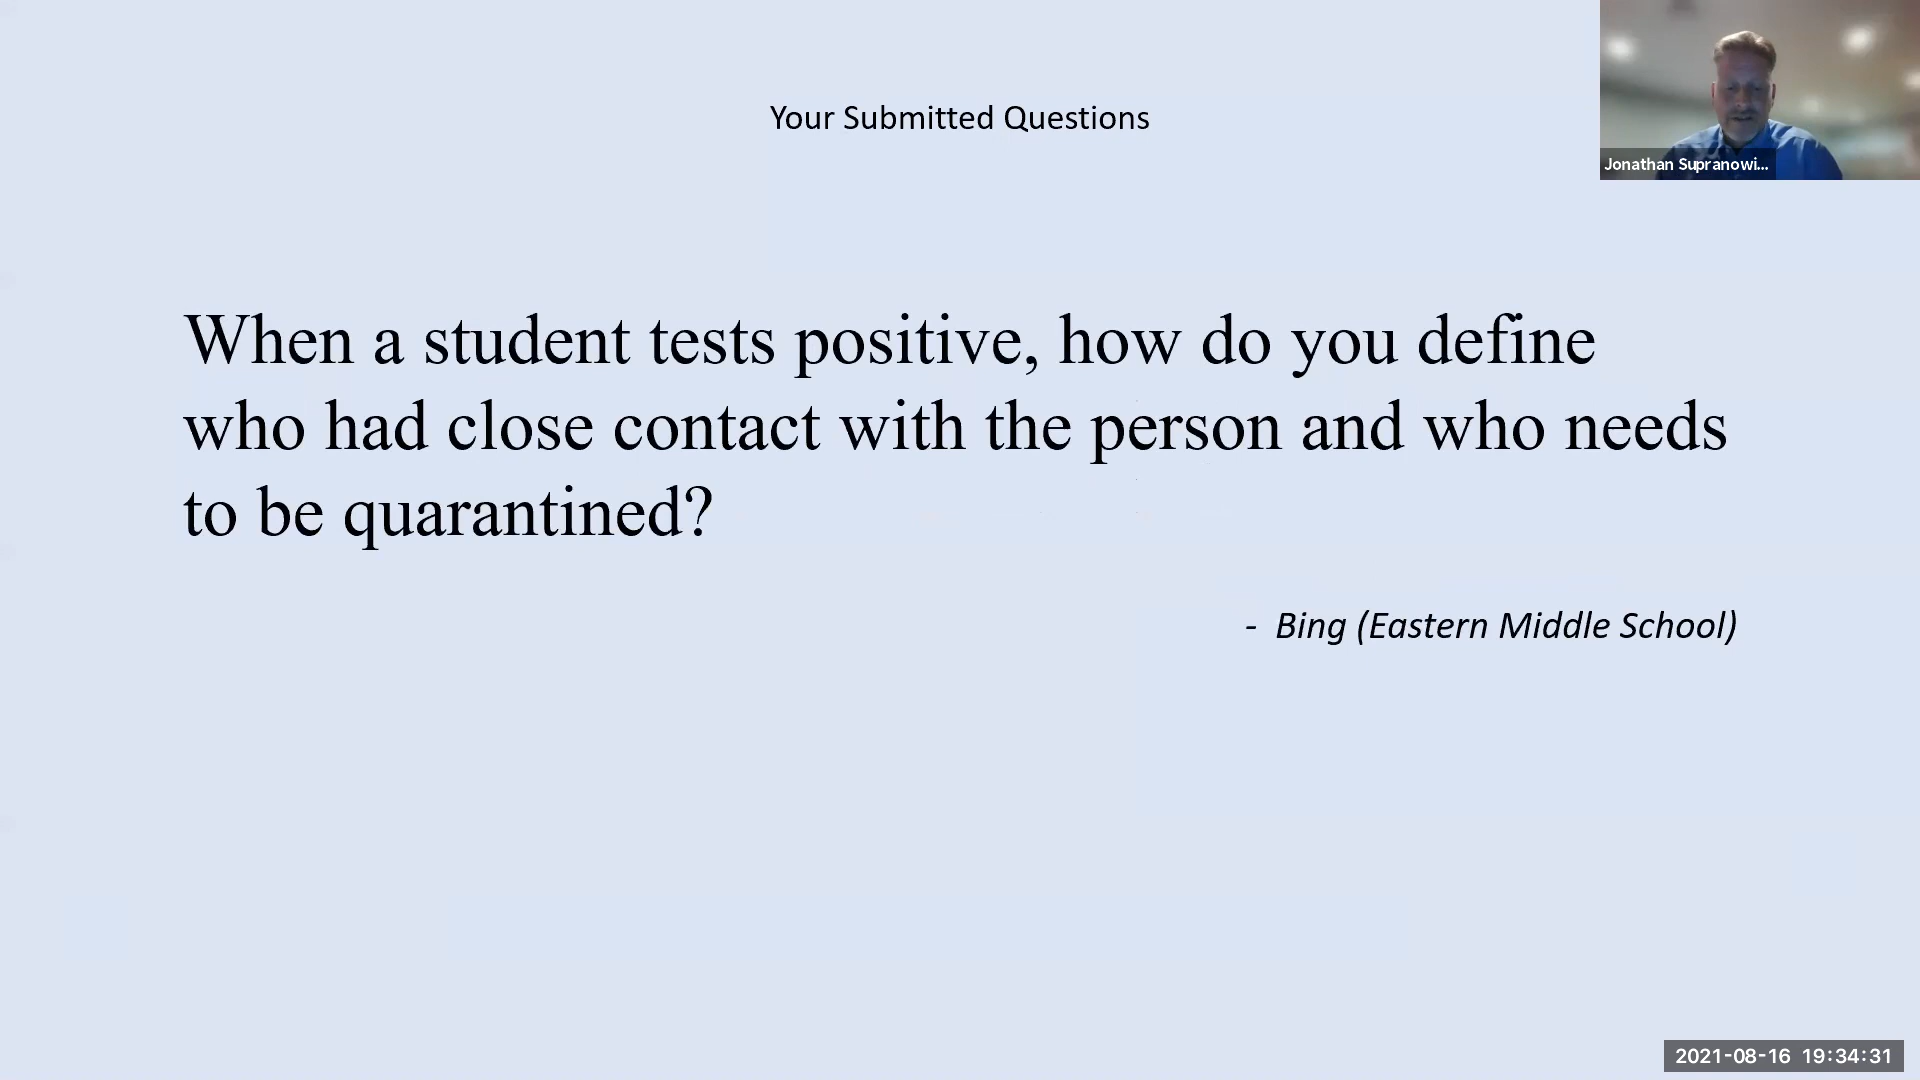 Your Submitted Questions
Jonathan Supranowi...
When a student tests positive, how do you define
who had close contact with the person and who needs
to be quarantined?
- Bing (Eastern Middle School)
2021-08-16 19:34:31